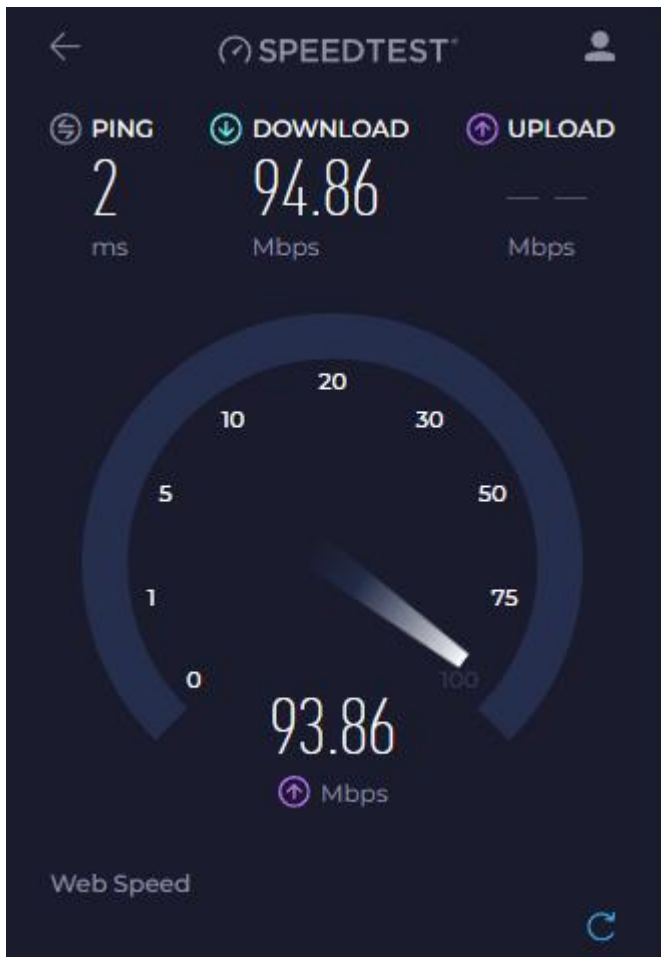 SPEEDTEST®
PING DOWNLOAD UPLOAD
2 94.86 — —
ms Mbps Mbps
20
10 30
5 50
1 75
0 100
93.86
Mbps
Web Speed